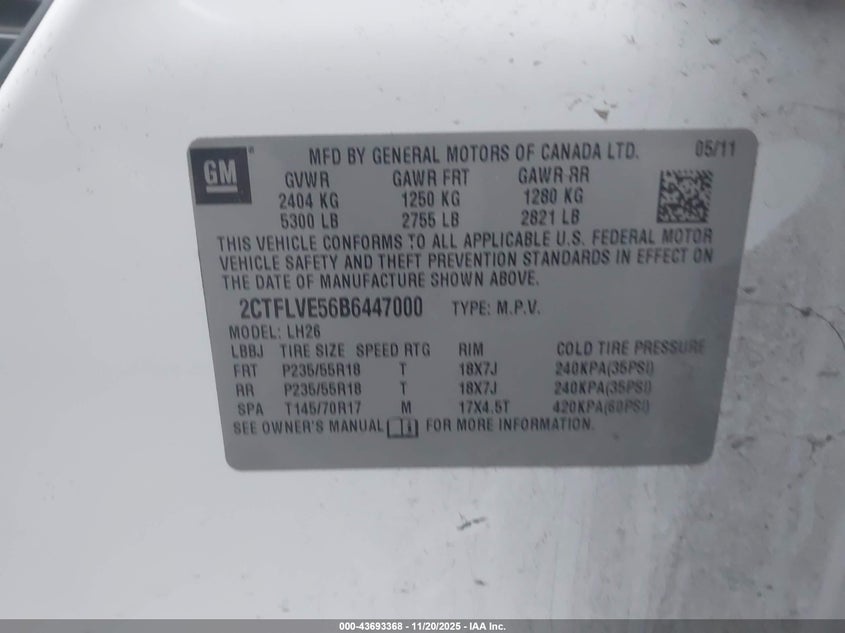 GM ®
MFD BY GENERAL MOTORS OF CANADA LTD. 05/11
GVWR GAWR FRT GAWR RR
2404 KG 1250 KG 1280 KG
5300 LB 2755 LB 2821 LB
THIS VEHICLE CONFORMS TO ALL APPLICABLE U.S. FEDERAL MOTOR
VEHICLE SAFETY AND THEFT PREVENTION STANDARDS IN EFFECT ON
THE DATE OF MANUFACTURE SHOWN ABOVE.
2CTFLVE56B6447000 TYPE: M.P.V.
MODEL: LH26
LBBJ TIRE SIZE SPEED RTG RIM COLD TIRE PRESSURE
FRT P235/55R18 T 18X7J 240KPA(35PSI)
RR P235/55R18 T 18X7J 240KPA(35PSI)
SPA T145/70R17 M 17X4.5T 420KPA(60PSI)
SEE OWNER'S MANUAL FOR MORE INFORMATION.
000-43693368 - 11/20/2025 - IAA Inc.